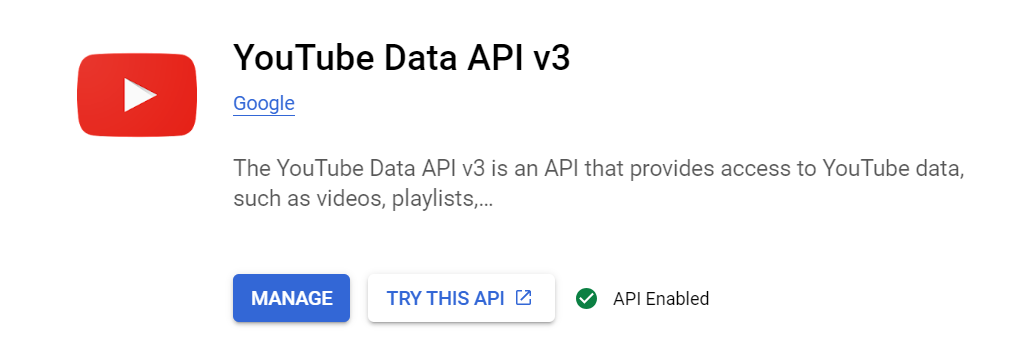 YouTube Data API v3
Google
The YouTube Data API v3 is an API that provides access to YouTube data,
such as videos, playlists,...
MANAGE TRY THIS API API Enabled